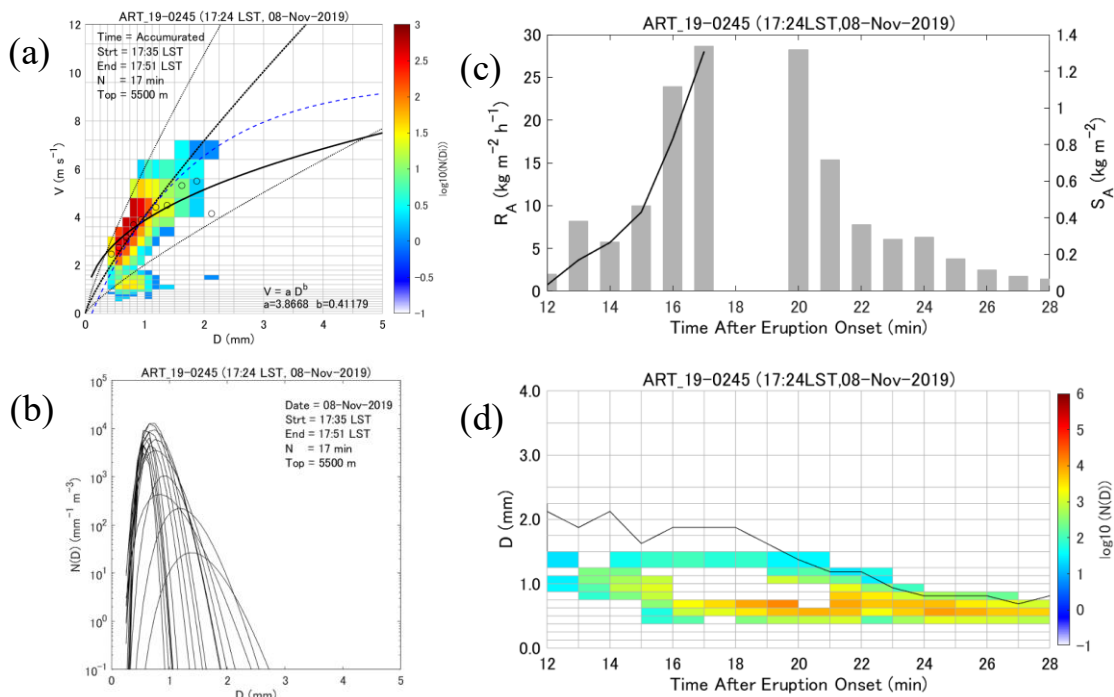 (a)
ART_19-0245 (17:24 LST, 08-Nov-2019)
Time = Accumurated
Strt = 17:35 LST
End = 17:51 LST
N = 17 min
Top = 5500 m
V = a D^b
a=3.8668 b=0.41179
V (m s⁻¹)
12
10
8
6
4
2
0
0 1 2 3 4 5
D (mm)
3
2.5
2
1.5
1
0.5
0
-0.5
-1
log10(N(Di))
(c)
ART_19-0245 (17:24LST,08-Nov-2019)
R_A (kg m⁻² h⁻¹)
30
25
20
15
10
5
0
S_A (kg m⁻²)
1.4
1.2
1
0.8
0.6
0.4
0.2
0
12 14 16 18 20 22 24 26 28
Time After Eruption Onset (min)
(b)
ART_19-0245 (17:24 LST, 08-Nov-2019)
Date = 08-Nov-2019
Strt = 17:35 LST
End = 17:51 LST
N = 17 min
Top = 5500 m
N(D) (mm⁻¹ m⁻³)
10⁵
10⁴
10³
10²
10¹
10⁰
10⁻¹
0 1 2 3 4 5
D (mm)
(d)
ART_19-0245 (17:24LST,08-Nov-2019)
D (mm)
4.0
3.0
2.0
1.0
0.0
12 14 16 18 20 22 24 26 28
Time After Eruption Onset (min)
6
5
4
3
2
1
0
-1
log10 (N(D))